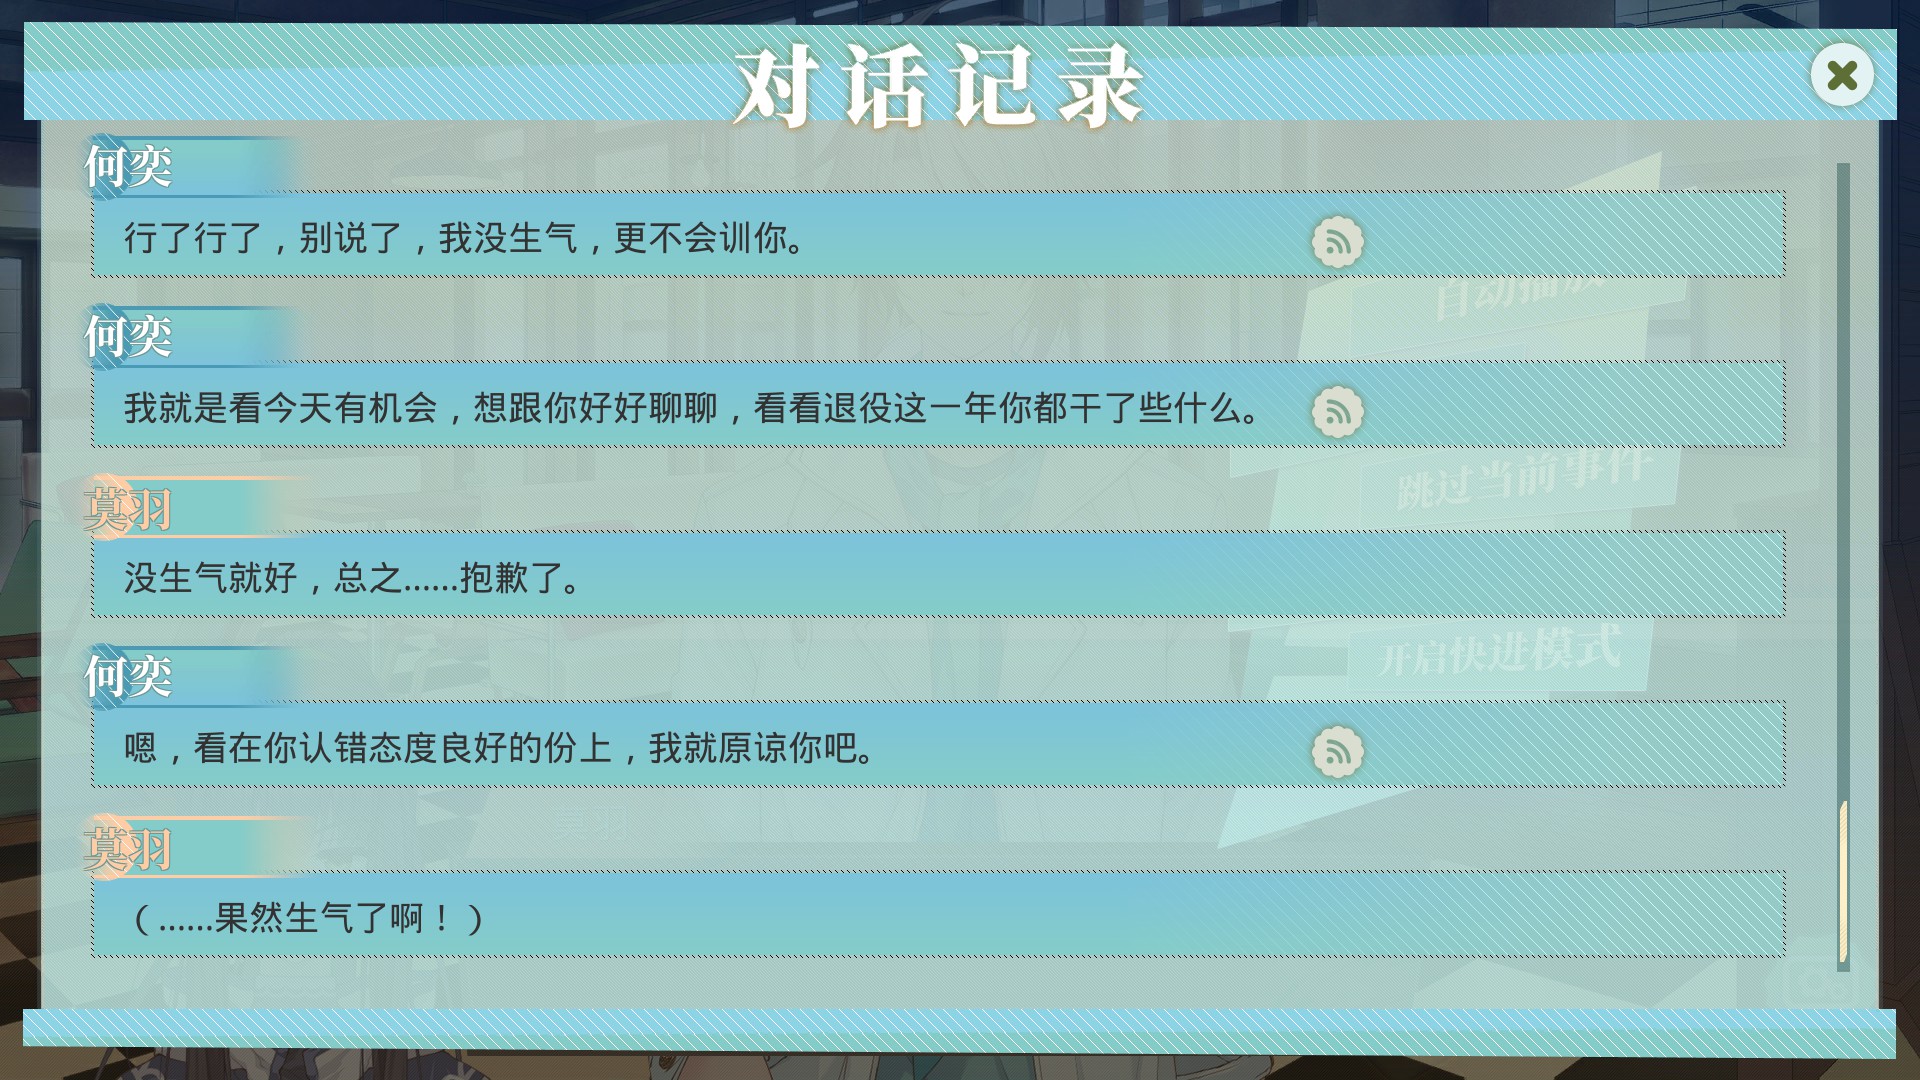 对话记录
何奕
行了行了，别说了，我没生气，更不会训你。
自动播放
何奕
我就是看今天有机会，想跟你好好聊聊，看看退役这一年你都干了些什么。
跳过当前事件
莫羽
没生气就好，总之……抱歉了。
开启快进模式
何奕
嗯，看在你认错态度良好的份上，我就原谅你吧。
莫羽
（……果然生气了啊！）